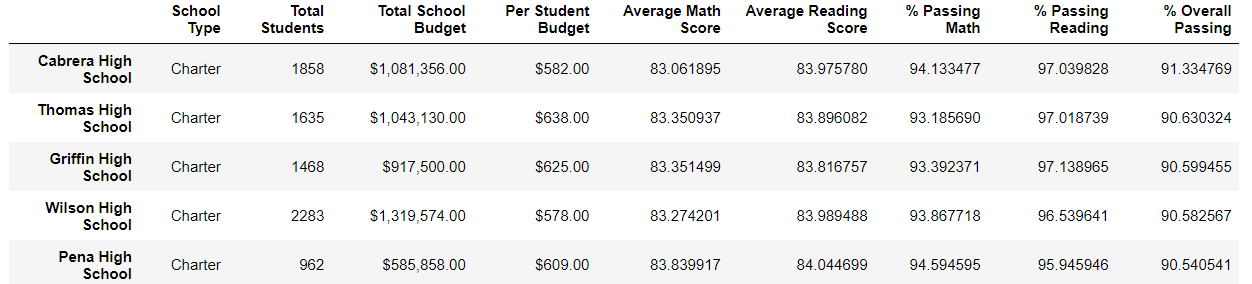 School Type Total Students Total School Budget Per Student Budget Average Math Score Average Reading Score % Passing Math % Passing Reading % Overall Passing
Cabrera High School Charter 1858 $1,081,356.00 $582.00 83.061895 83.975780 94.133477 97.039828 91.334769
Thomas High School Charter 1635 $1,043,130.00 $638.00 83.350937 83.896082 93.185690 97.018739 90.630324
Griffin High School Charter 1468 $917,500.00 $625.00 83.351499 83.816757 93.392371 97.138965 90.599455
Wilson High School Charter 2283 $1,319,574.00 $578.00 83.274201 83.989488 93.867718 96.539641 90.582567
Pena High School Charter 962 $585,858.00 $609.00 83.839917 84.044699 94.594595 95.945946 90.540541